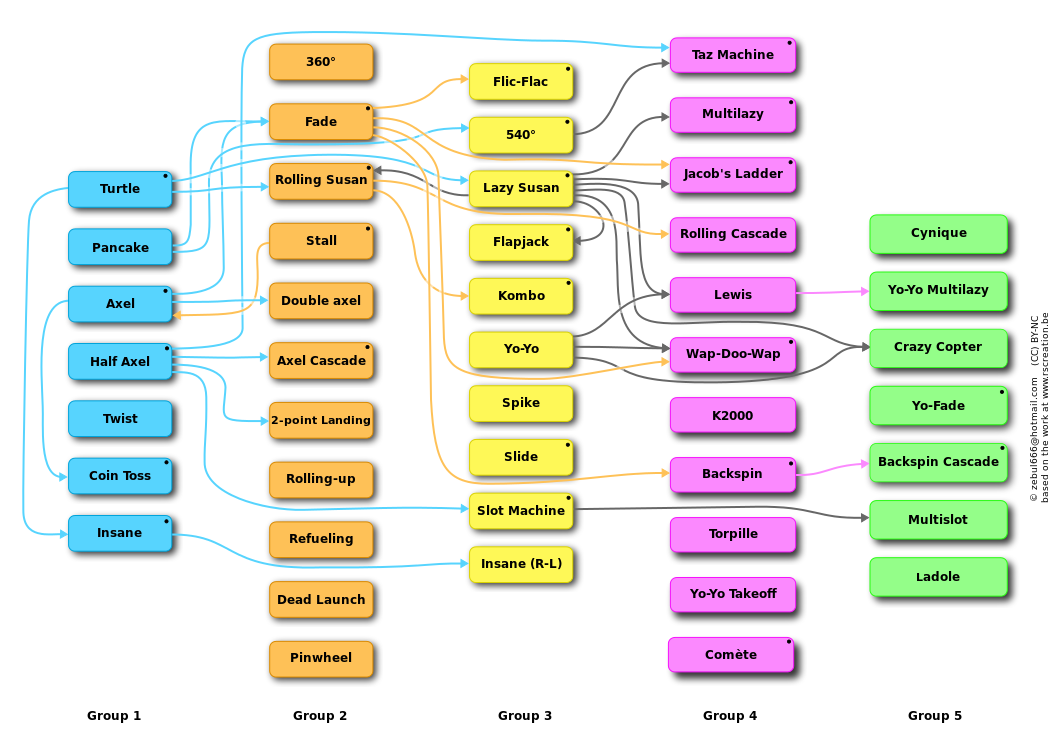 Turtle
Pancake
Axel
Half Axel
Twist
Coin Toss
Insane
Group 1
360°
Fade
Rolling Susan
Stall
Double axel
Axel Cascade
2-point Landing
Rolling-up
Refueling
Dead Launch
Pinwheel
Group 2
Flic-Flac
540°
Lazy Susan
Flapjack
Kombo
Yo-Yo
Spike
Slide
Slot Machine
Insane (R-L)
Group 3
Taz Machine
Multilazy
Jacob's Ladder
Rolling Cascade
Lewis
Wap-Doo-Wap
K2000
Backspin
Torpille
Yo-Yo Takeoff
Comète
Group 4
Cynique
Yo-Yo Multilazy
Crazy Copter
Yo-Fade
Backspin Cascade
Multislot
Ladole
Group 5
© zebul666@hotmail.com (CC) BY-NC
based on the work at www.rscreation.be